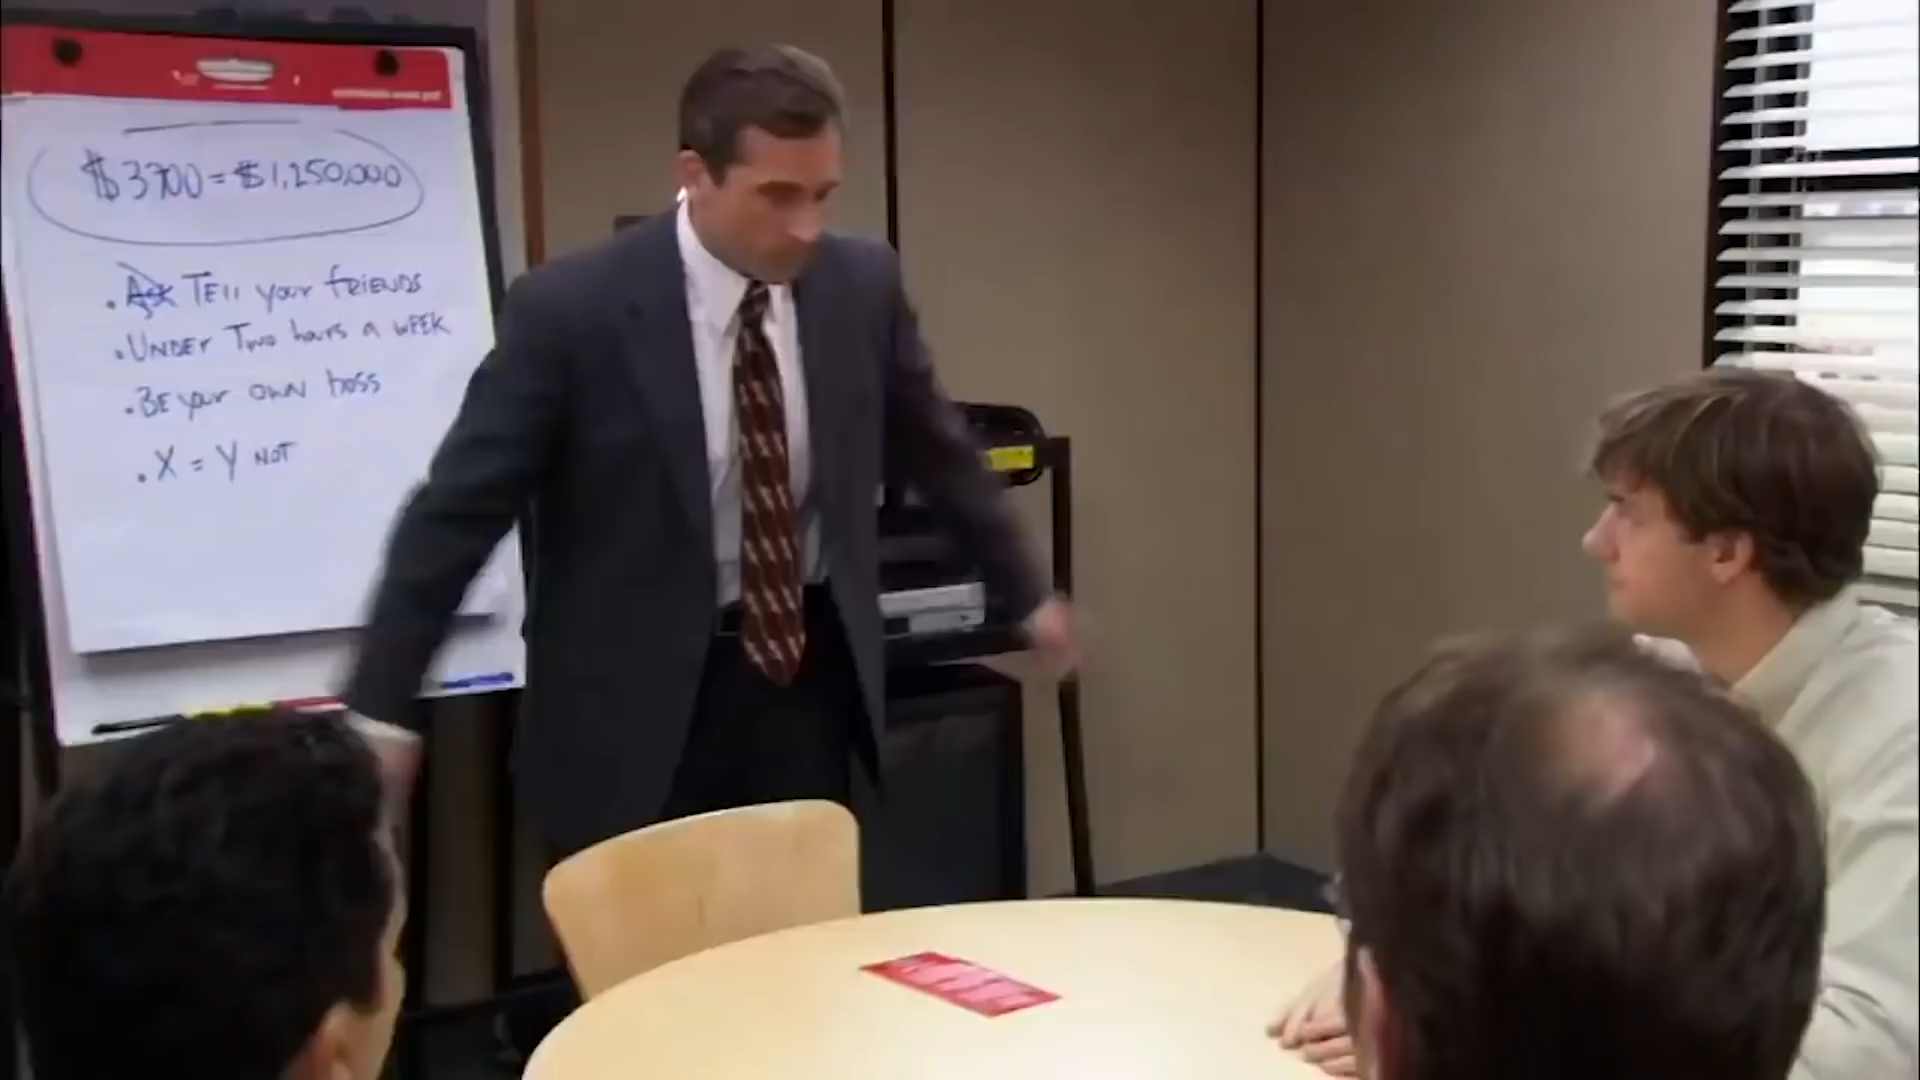 $3700 = $1,250,000
• Ask Tell your friends
• Under Two hours a week
• Be your own boss
• X = Y NOT